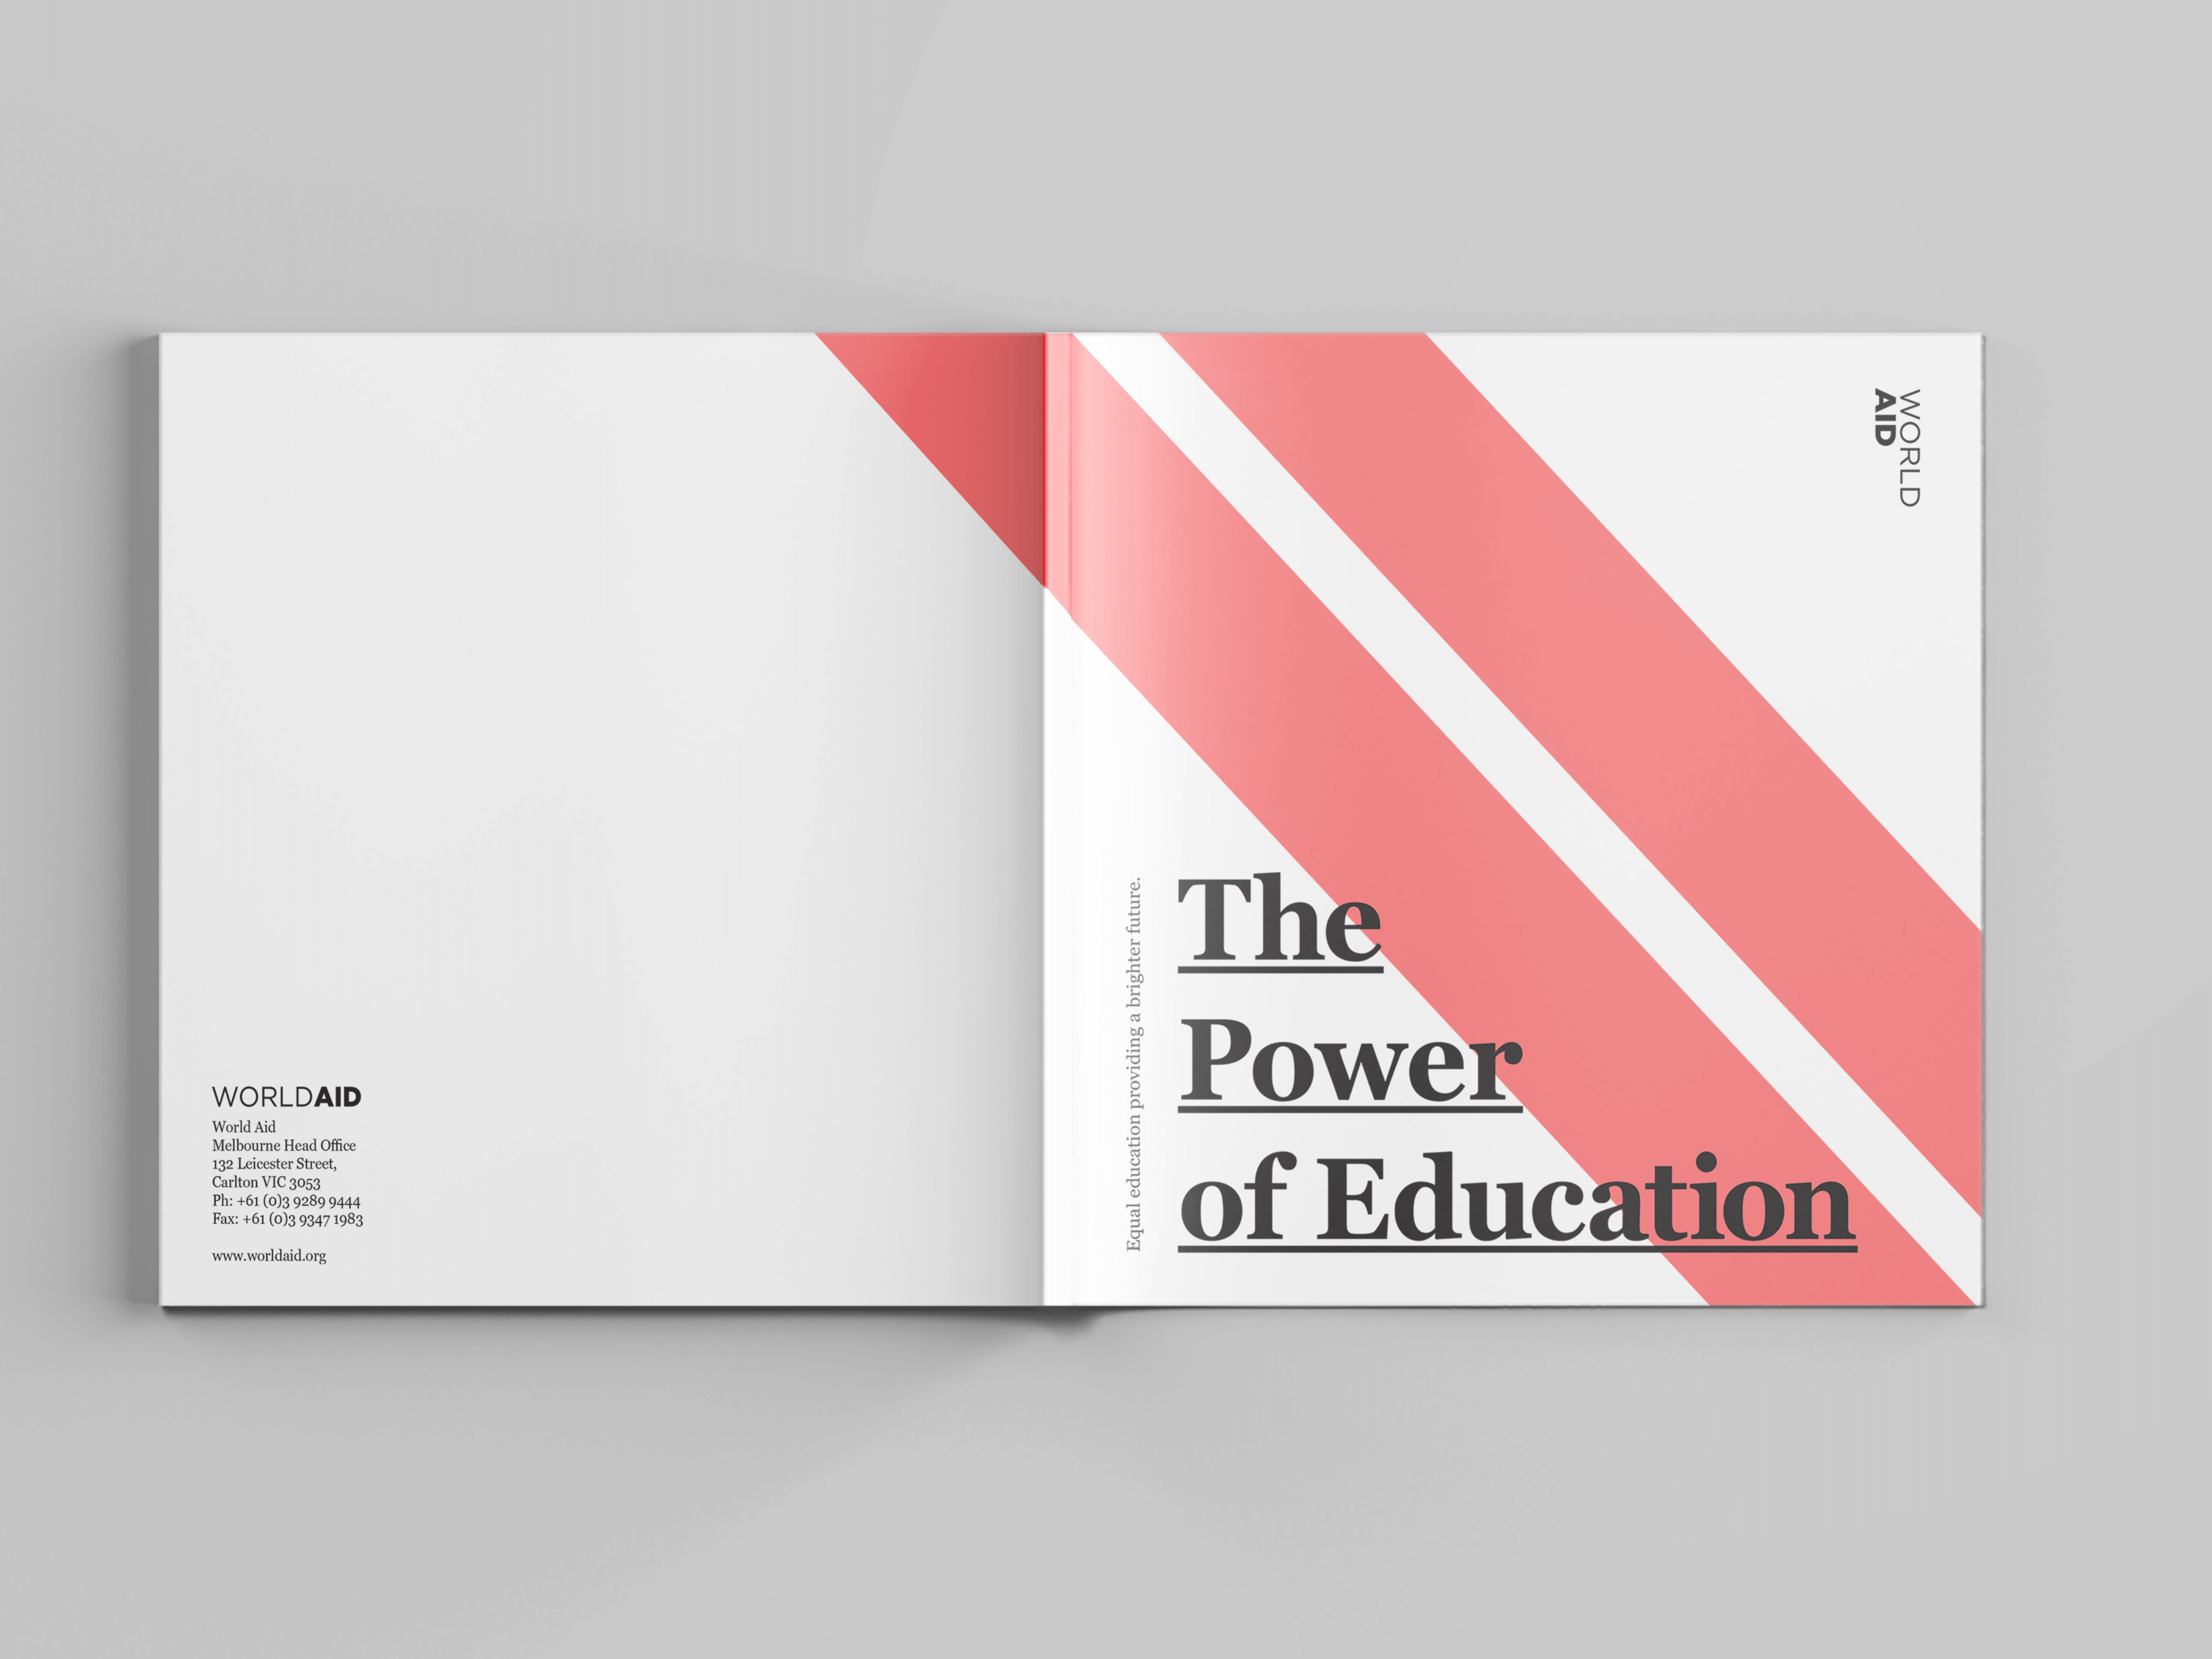 WORLDAID
World Aid
Melbourne Head Office
132 Leicester Street,
Carlton VIC 3053
Ph: +61 (0)3 9289 9444
Fax: +61 (0)3 9347 1983
www.worldaid.org
Equal education providing a brighter future.
The
Power
of Education
WORLD
AID